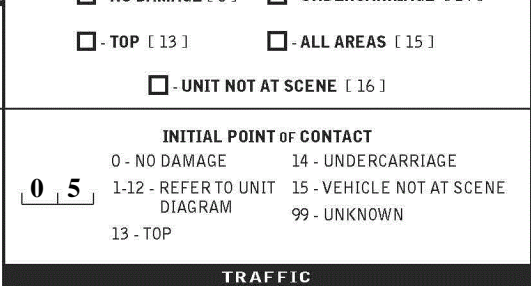 - TOP [ 13 ] - ALL AREAS [ 15 ]
- UNIT NOT AT SCENE [ 16 ]
INITIAL POINT OF CONTACT
0 - NO DAMAGE 14 - UNDERCARRIAGE
0 5 1-12 - REFER TO UNIT 15 - VEHICLE NOT AT SCENE
DIAGRAM 99 - UNKNOWN
13 - TOP
TRAFFIC